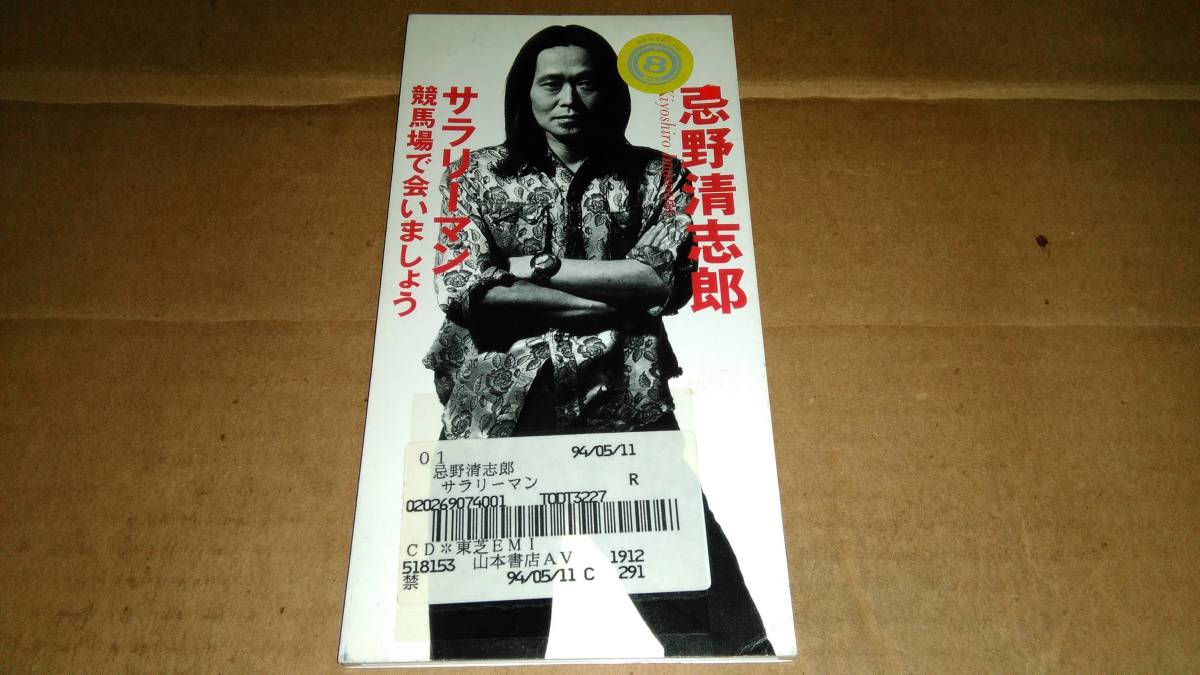 忌野清志郎
Kiyoshiro
サラリーマン
競馬場で会いましょう
8
01 94/05/11
忌野清志郎
サラリーマン R
020269074001 TODT3227
CD＊東芝EMI
518153 山本書店AV 1912
禁 94/05/11 C 291